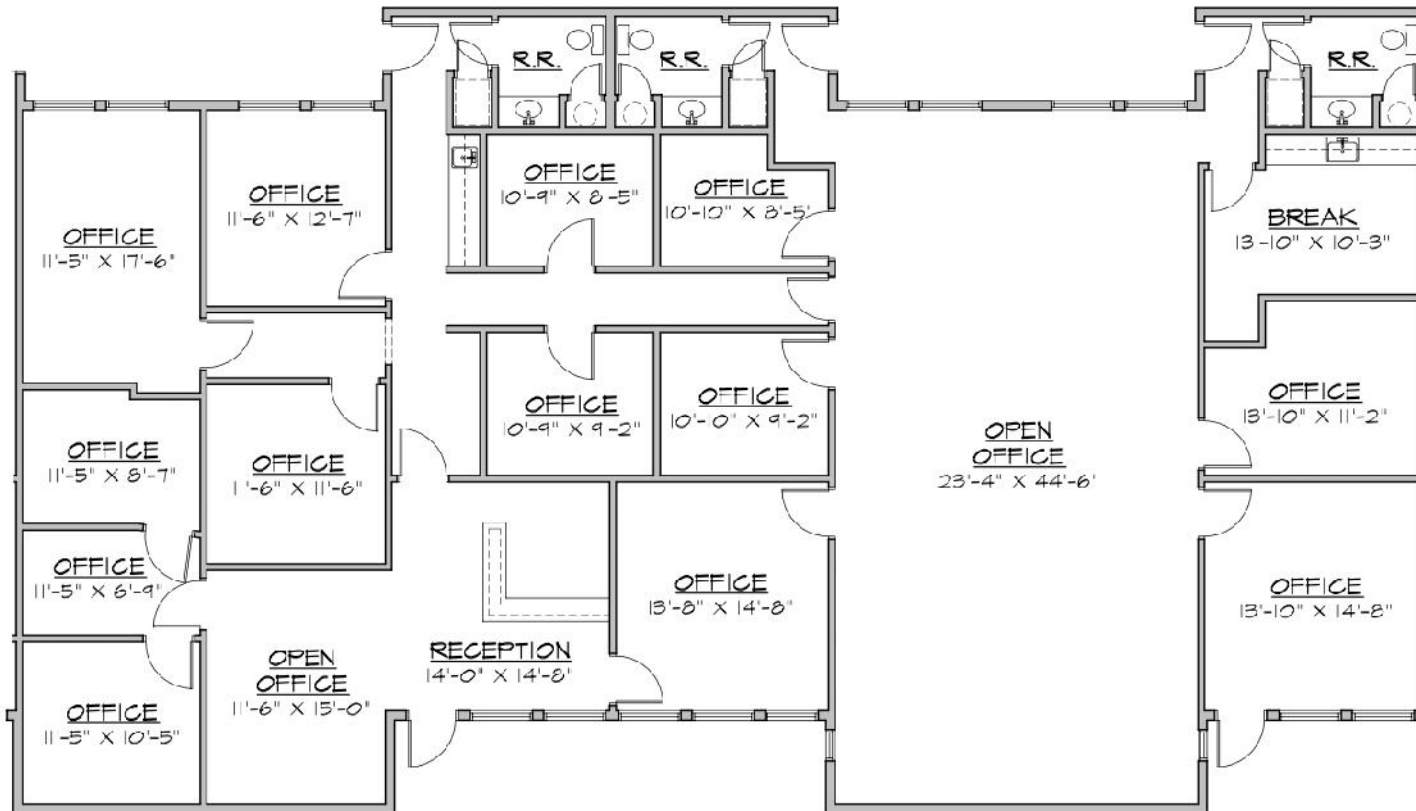 R.R.
R.R.
R.R.
OFFICE
10'-9" X 8'-5"
OFFICE
10'-10" X 8'-5'
OFFICE
11'-6" X 12'-7"
BREAK
13'-10" X 10'-3"
OFFICE
11'-5" X 17'-6"
OFFICE
10'-9" X 9'-2"
OFFICE
10'-10" X 9'-2"
OFFICE
13'-10" X 11'-2"
OPEN
OFFICE
23'-4" X 44'-6'
OFFICE
11'-5" X 8'-7"
OFFICE
1'-6" X 11'-6"
OFFICE
11'-5" X 6'-9"
OFFICE
13'-8" X 14'-8"
OFFICE
13'-10" X 14'-8"
RECEPTION
14'-0" X 14'-8'
OPEN
OFFICE
11'-6" X 15'-0"
OFFICE
11'-5" X 10'-5"